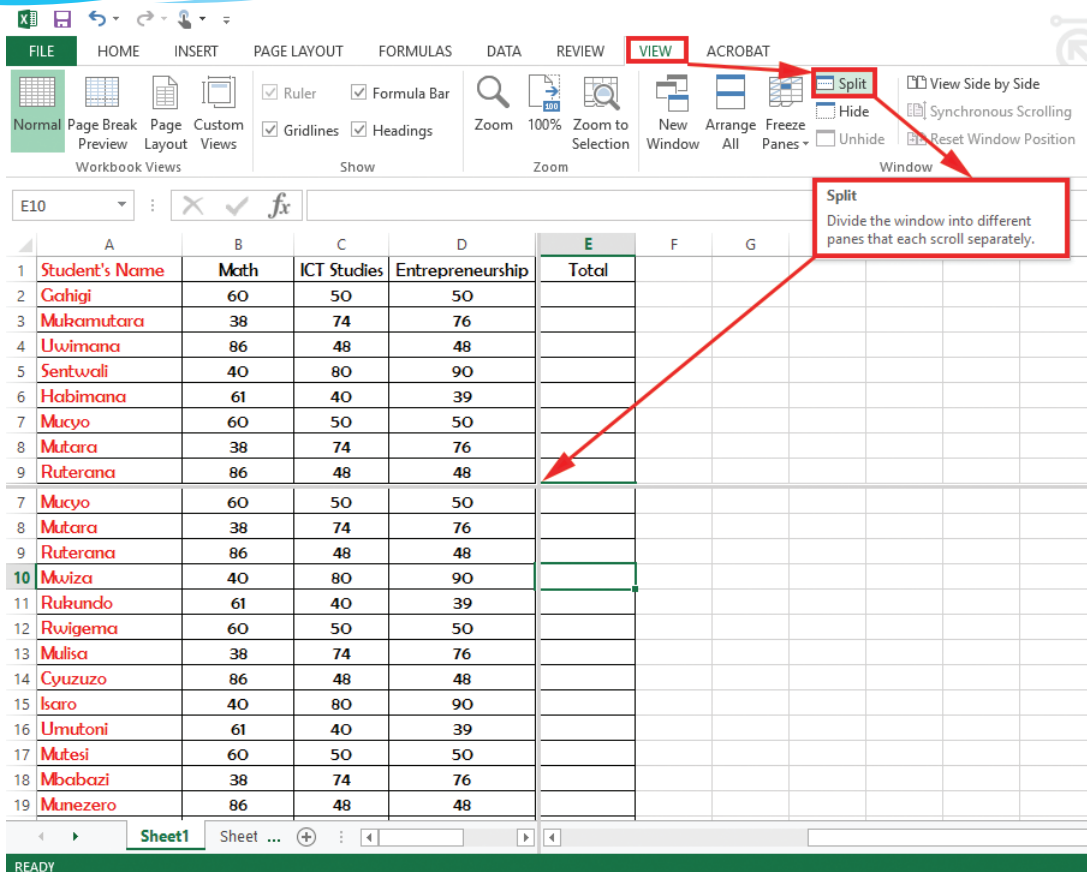 FILE HOME INSERT PAGE LAYOUT FORMULAS DATA REVIEW VIEW ACROBAT
Normal
Page Break
Preview
Page
Layout
Custom
Views
Workbook Views
Ruler
Formula Bar
Gridlines
Headings
Show
Zoom
100
100%
Zoom to
Selection
Zoom
New
Window
Arrange
All
Freeze
Panes
Split
Hide
Unhide
View Side by Side
Synchronous Scrolling
Reset Window Position
Window
Split
Divide the window into different
panes that each scroll separately.
E10
fx
A B C D E F G
1 Student's Name Math ICT Studies Entrepreneurship Total
2 Gahigi 60 50 50
3 Mukamutara 38 74 76
4 Uwimana 86 48 48
5 Sentwali 40 80 90
6 Habimana 61 40 39
7 Mucyo 60 50 50
8 Mutara 38 74 76
9 Ruterana 86 48 48
7 Mucyo 60 50 50
8 Mutara 38 74 76
9 Ruterana 86 48 48
10 Mwiza 40 80 90
11 Rukundo 61 40 39
12 Rwigema 60 50 50
13 Mulisa 38 74 76
14 Cyuzuzo 86 48 48
15 Isaro 40 80 90
16 Umutoni 61 40 39
17 Mutesi 60 50 50
18 Mbabazi 38 74 76
19 Munezero 86 48 48
Sheet1 Sheet ...
READY